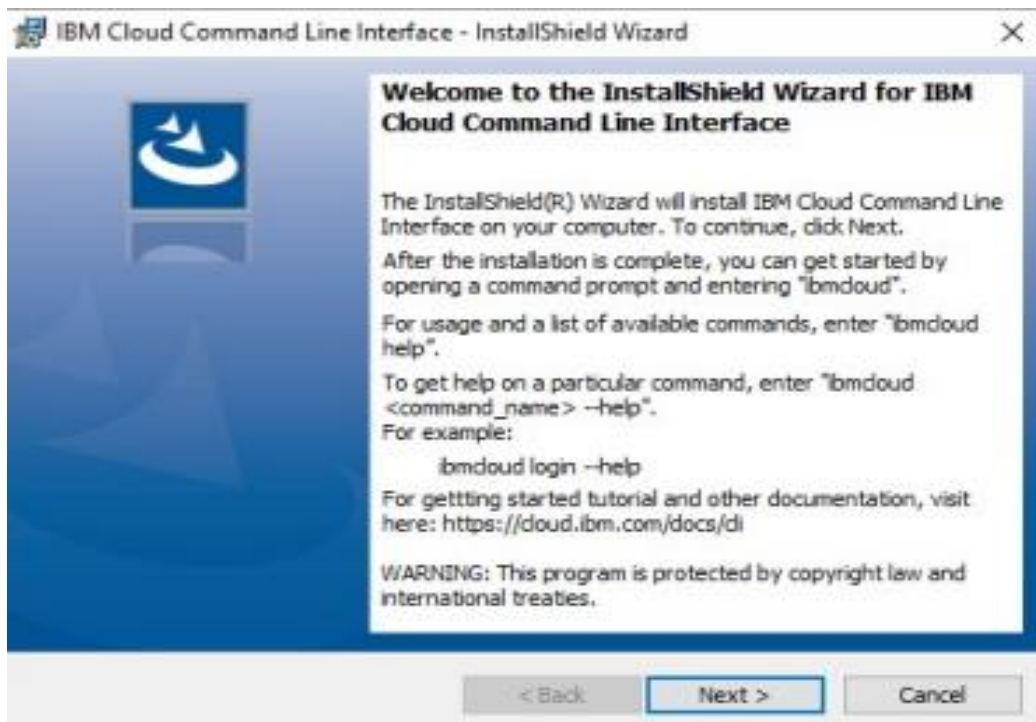 IBM Cloud Command Line Interface - InstallShield Wizard
Welcome to the InstallShield Wizard for IBM
Cloud Command Line Interface
The InstallShield(R) Wizard will install IBM Cloud Command Line
Interface on your computer. To continue, click Next.
After the installation is complete, you can get started by
opening a command prompt and entering "ibmcloud".
For usage and a list of available commands, enter "ibmcloud
help".
To get help on a particular command, enter "ibmcloud
<command_name> --help".
For example:
ibmcloud login --help
For gettting started tutorial and other documentation, visit
here: https://cloud.ibm.com/docs/cli
WARNING: This program is protected by copyright law and
international treaties.
< Back
Next >
Cancel